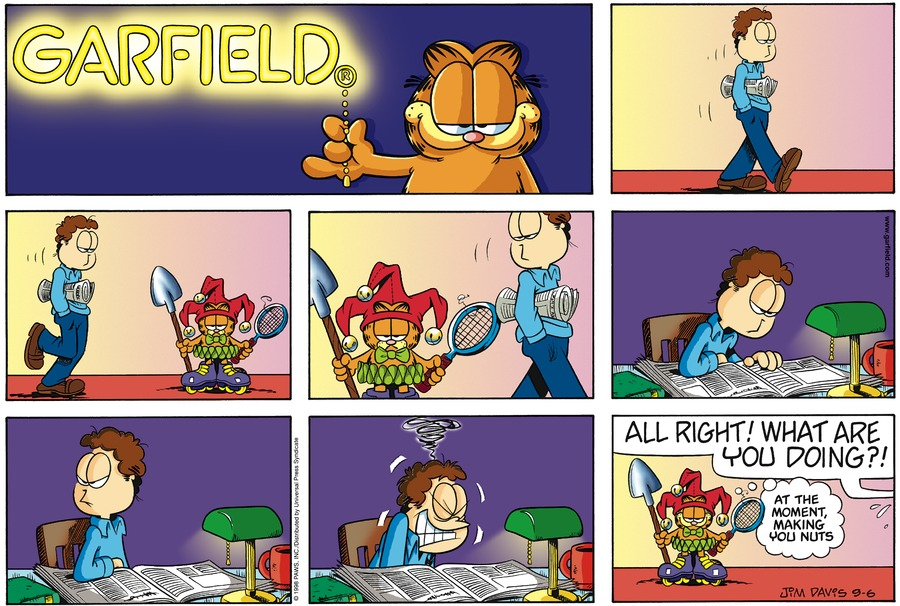 GARFIELD®
www.garfield.com
© 1998 PAWS, INC./Distributed by Universal Press Syndicate
ALL RIGHT! WHAT ARE
YOU DOING?!
AT THE
MOMENT,
MAKING
YOU NUTS
JIM DAVIS 9-6